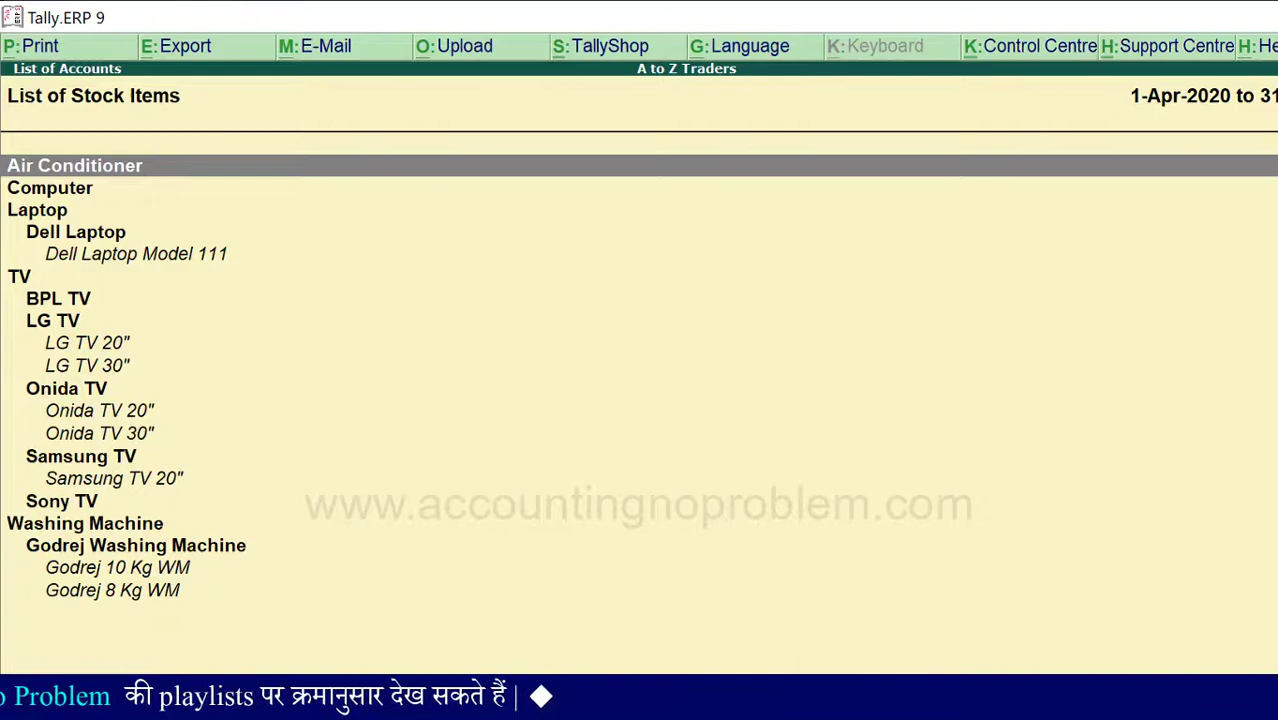 Tally.ERP 9
P: Print E: Export M: E-Mail O: Upload S: TallyShop G: Language K: Keyboard K: Control Centre H: Support Centre H: He
List of Accounts A to Z Traders
List of Stock Items 1-Apr-2020 to 31
Air Conditioner
Computer
Laptop
Dell Laptop
Dell Laptop Model 111
TV
BPL TV
LG TV
LG TV 20"
LG TV 30"
Onida TV
Onida TV 20"
Onida TV 30"
Samsung TV
Samsung TV 20"
Sony TV
www.accountingnoproblem.com
Washing Machine
Godrej Washing Machine
Godrej 10 Kg WM
Godrej 8 Kg WM
o Problem की playlists पर क्रमानुसार देख सकते हैं |